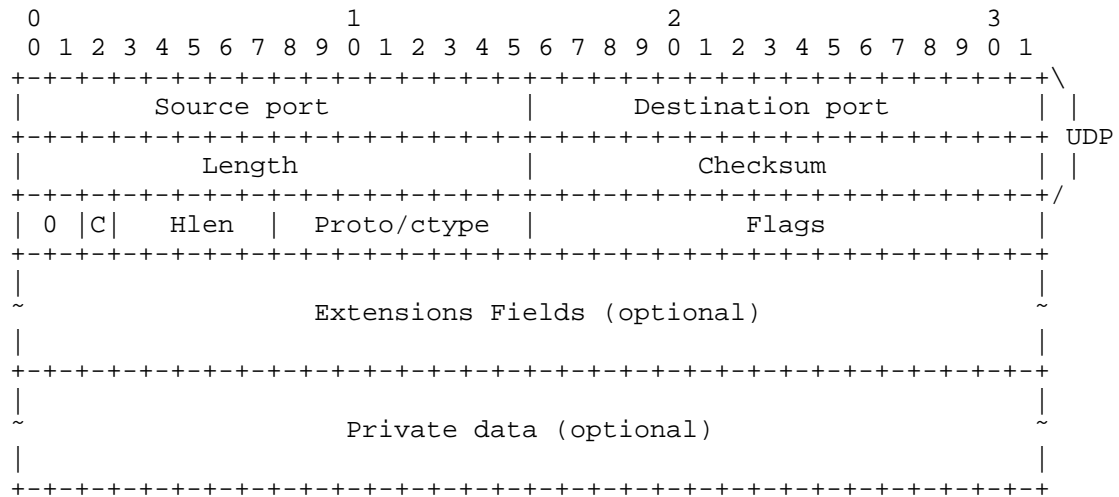 0                   1                   2                   3
 0 1 2 3 4 5 6 7 8 9 0 1 2 3 4 5 6 7 8 9 0 1 2 3 4 5 6 7 8 9 0 1
+-+-+-+-+-+-+-+-+-+-+-+-+-+-+-+-+-+-+-+-+-+-+-+-+-+-+-+-+-+-+-+-+\
|        Source port            |      Destination port         | |
+-+-+-+-+-+-+-+-+-+-+-+-+-+-+-+-+-+-+-+-+-+-+-+-+-+-+-+-+-+-+-+-+ UDP
|           Length              |          Checksum             | |
+-+-+-+-+-+-+-+-+-+-+-+-+-+-+-+-+-+-+-+-+-+-+-+-+-+-+-+-+-+-+-+-+/
| 0 |C|   Hlen  |  Proto/ctype  |             Flags             |
+-+-+-+-+-+-+-+-+-+-+-+-+-+-+-+-+-+-+-+-+-+-+-+-+-+-+-+-+-+-+-+-+
|                                                               |
~                  Extensions Fields (optional)                 ~
|                                                               |
+-+-+-+-+-+-+-+-+-+-+-+-+-+-+-+-+-+-+-+-+-+-+-+-+-+-+-+-+-+-+-+-+
|                                                               |
~                    Private data (optional)                    ~
|                                                               |
+-+-+-+-+-+-+-+-+-+-+-+-+-+-+-+-+-+-+-+-+-+-+-+-+-+-+-+-+-+-+-+-+